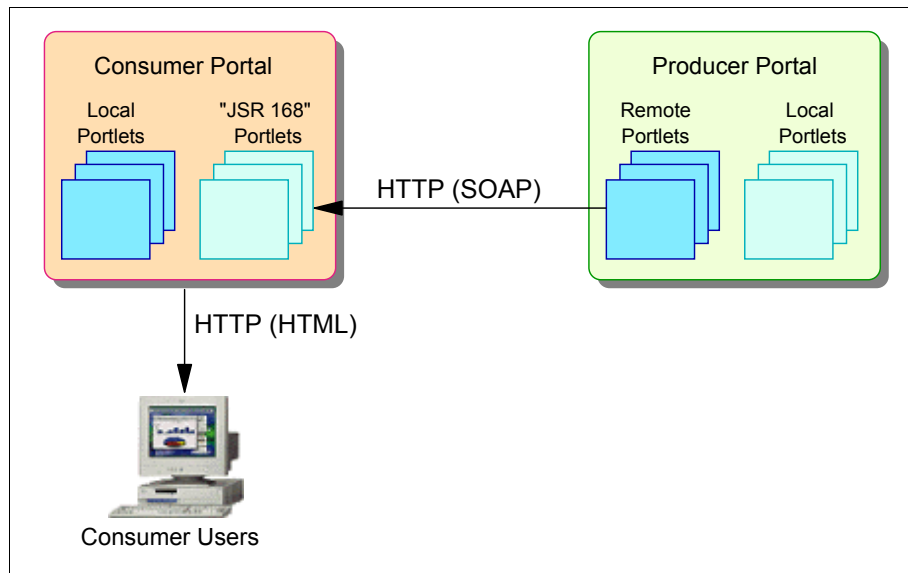 Consumer Portal
Local
Portlets
"JSR 168"
Portlets
Producer Portal
Remote
Portlets
Local
Portlets
HTTP (SOAP)
HTTP (HTML)
Consumer Users